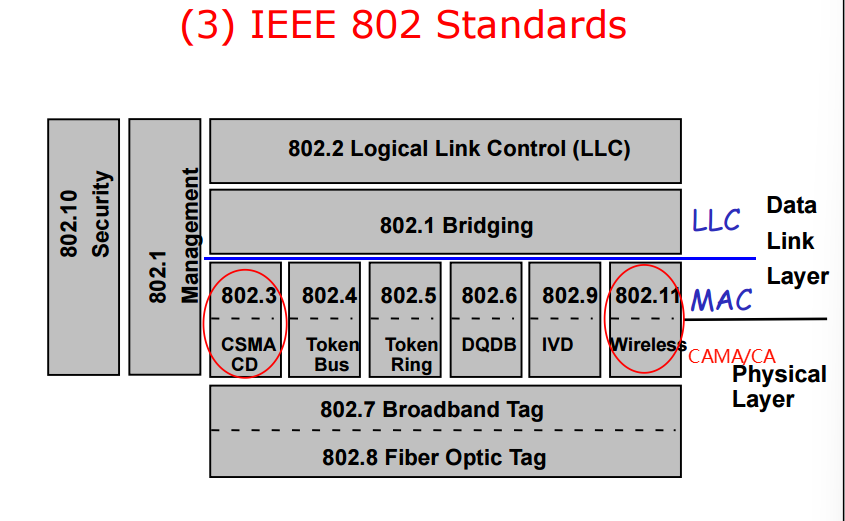 (3) IEEE 802 Standards
802.10
Security
802.1
Management
802.2 Logical Link Control (LLC)
802.1 Bridging
LLC
Data
Link
Layer
802.3
CSMA
CD
802.4
Token
Bus
802.5
Token
Ring
802.6
DQDB
802.9
IVD
802.11
Wireless
MAC
CAMA/CA
Physical
Layer
802.7 Broadband Tag
802.8 Fiber Optic Tag